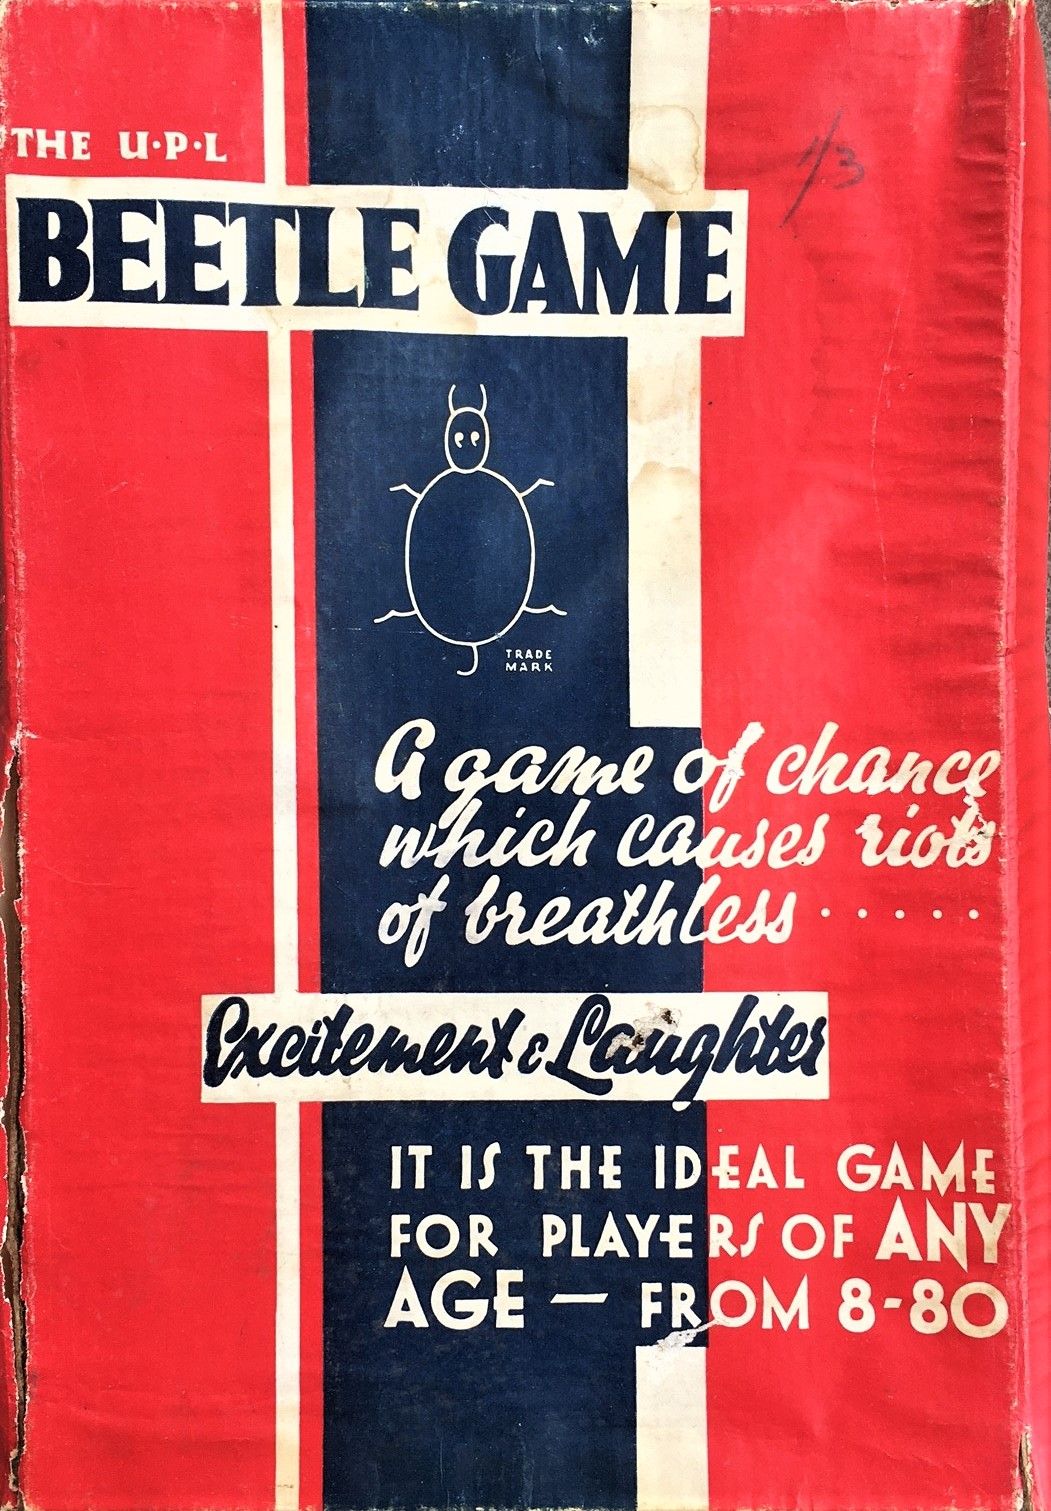 THE U·P·L
1/3
BEETLE GAME
TRADE
MARK
A game of chance
which causes riots
of breathless ......
Excitement & Laughter
IT IS THE IDEAL GAME
FOR PLAYERS OF ANY
AGE — FROM 8-80